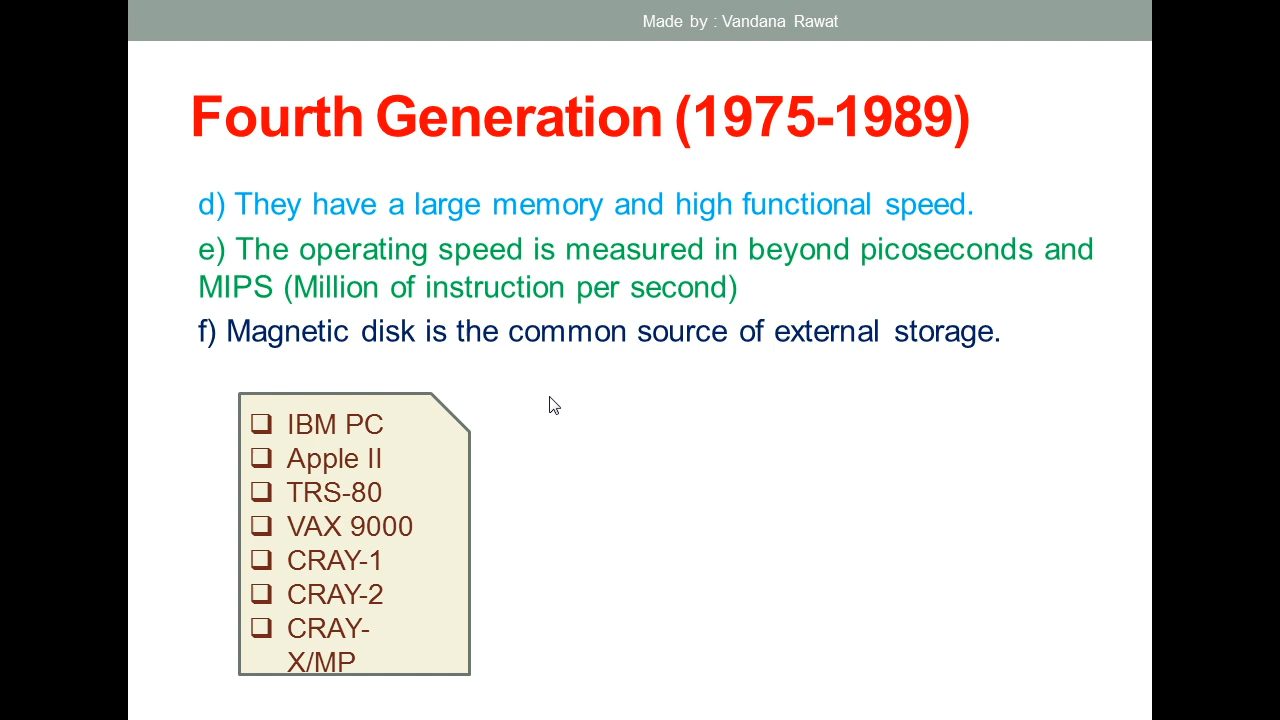 Made by : Vandana Rawat
Fourth Generation (1975-1989)
d) They have a large memory and high functional speed.
e) The operating speed is measured in beyond picoseconds and
MIPS (Million of instruction per second)
f) Magnetic disk is the common source of external storage.
❑ IBM PC
❑ Apple II
❑ TRS-80
❑ VAX 9000
❑ CRAY-1
❑ CRAY-2
❑ CRAY-
X/MP